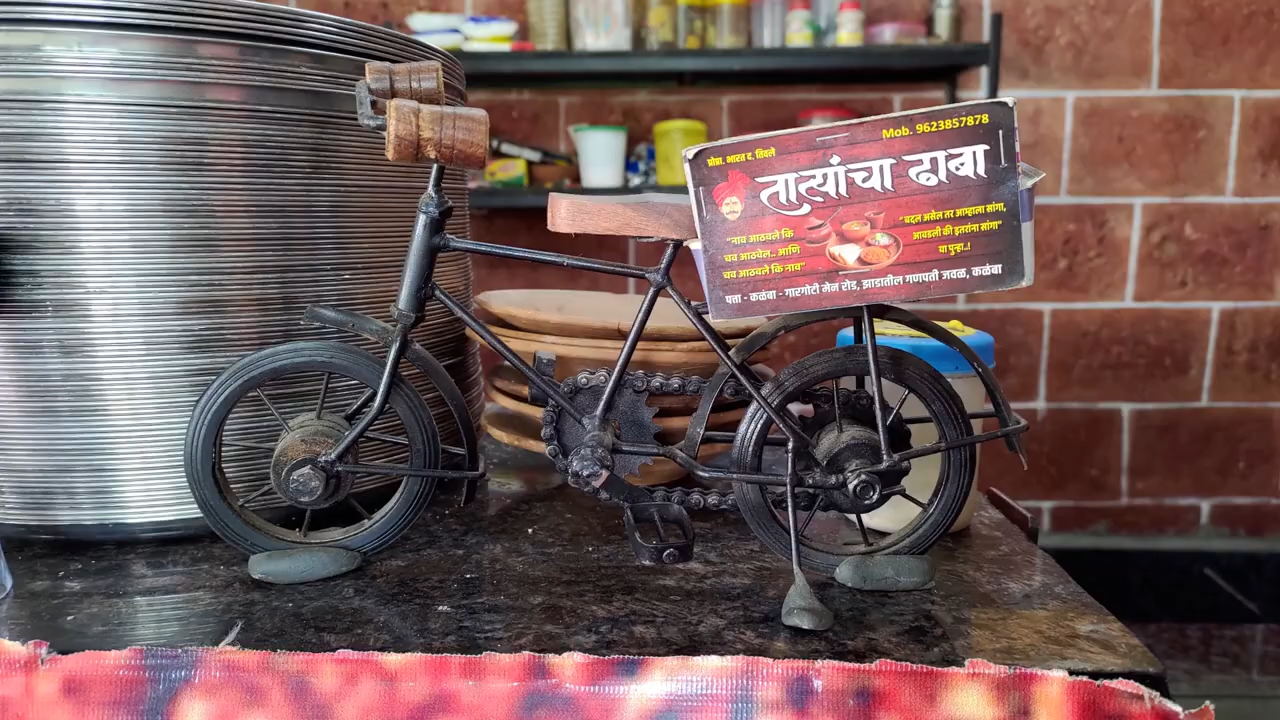 Mob. 9623857878
प्रोप्रा. भारत द. तिवले
तात्यांचा ढाबा
"नाव आठवले कि
चव आठवेल.. आणि
चव आठवले कि नाव"
"बदल असेल तर आम्हाला सांगा,
आवडली की इतरांना सांगा"
या पुन्हा..!
पत्ता - कळंबा - गारगोटी मेन रोड, झाडातील गणपती जवळ, कळंबा